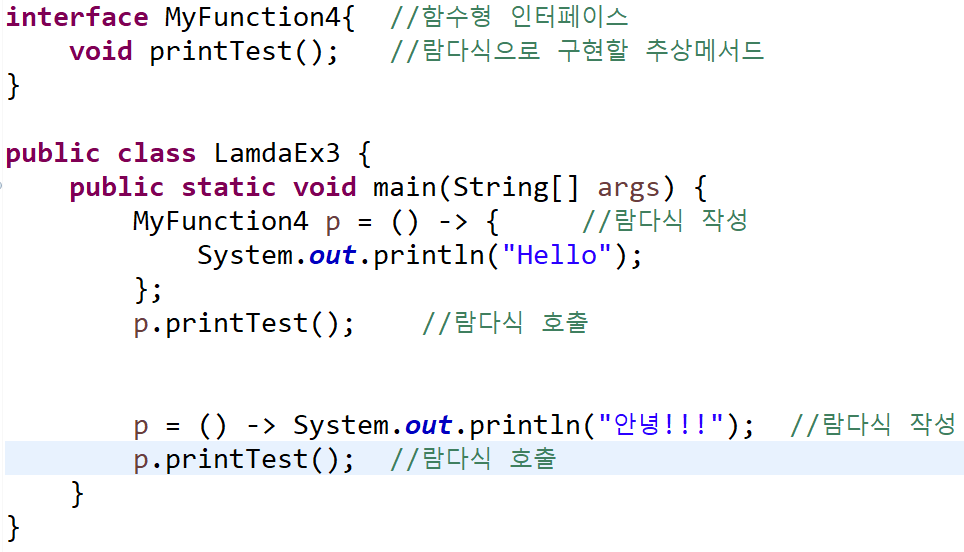 interface MyFunction4{  //함수형 인터페이스
    void printTest();   //람다식으로 구현할 추상메서드
}

public class LamdaEx3 {
    public static void main(String[] args) {
        MyFunction4 p = () -> {     //람다식 작성
            System.out.println("Hello");
        };
        p.printTest();    //람다식 호출


        p = () -> System.out.println("안녕!!!");  //람다식 작성
        p.printTest();  //람다식 호출
    }
}